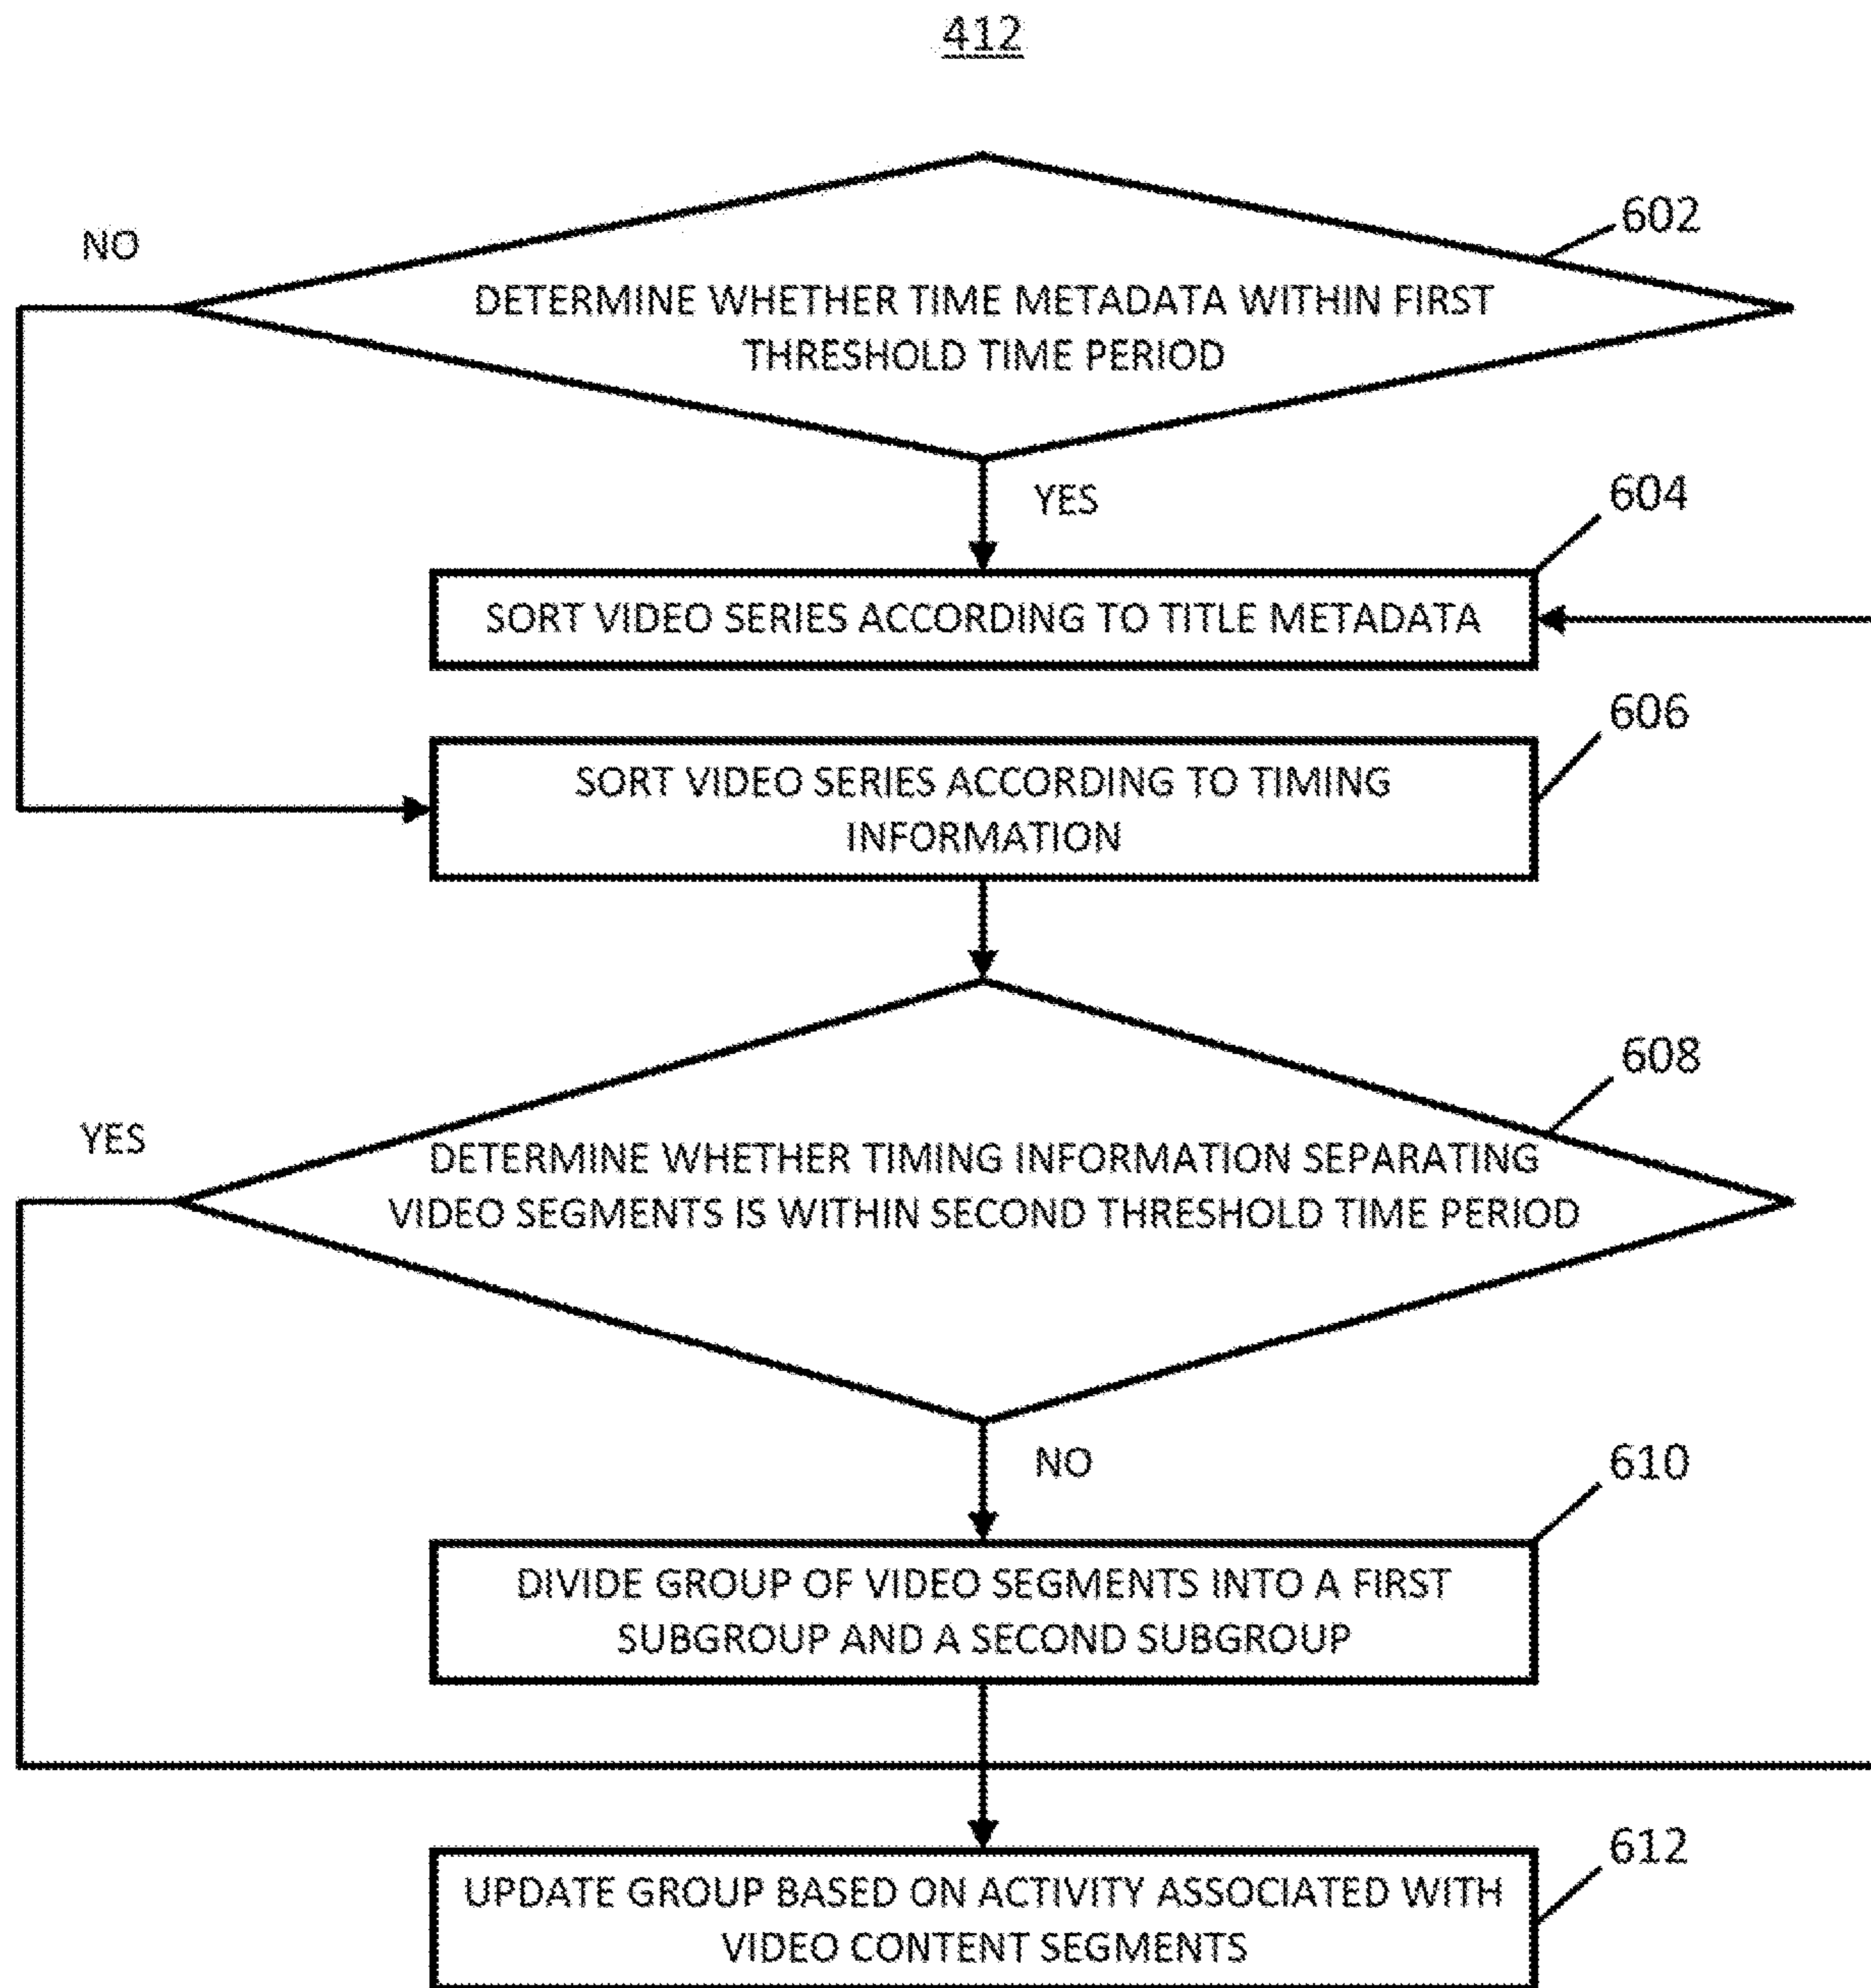 412
602
NO
DETERMINE WHETHER TIME METADATA WITHIN FIRST
THRESHOLD TIME PERIOD
YES
604
SORT VIDEO SERIES ACCORDING TO TITLE METADATA
606
SORT VIDEO SERIES ACCORDING TO TIMING
INFORMATION
608
YES
DETERMINE WHETHER TIMING INFORMATION SEPARATING
VIDEO SEGMENTS IS WITHIN SECOND THRESHOLD TIME PERIOD
NO
610
DIVIDE GROUP OF VIDEO SEGMENTS INTO A FIRST
SUBGROUP AND A SECOND SUBGROUP
612
UPDATE GROUP BASED ON ACTIVITY ASSOCIATED WITH
VIDEO CONTENT SEGMENTS